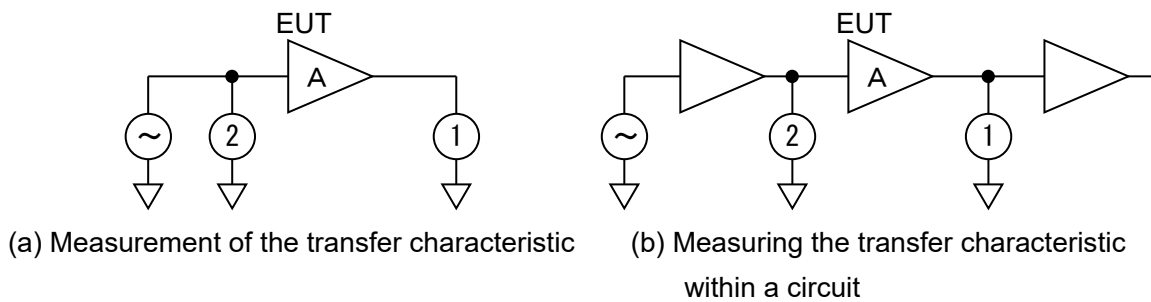 EUT
A
~
2
1
(a) Measurement of the transfer characteristic
EUT
A
~
2
1
(b) Measuring the transfer characteristic
within a circuit